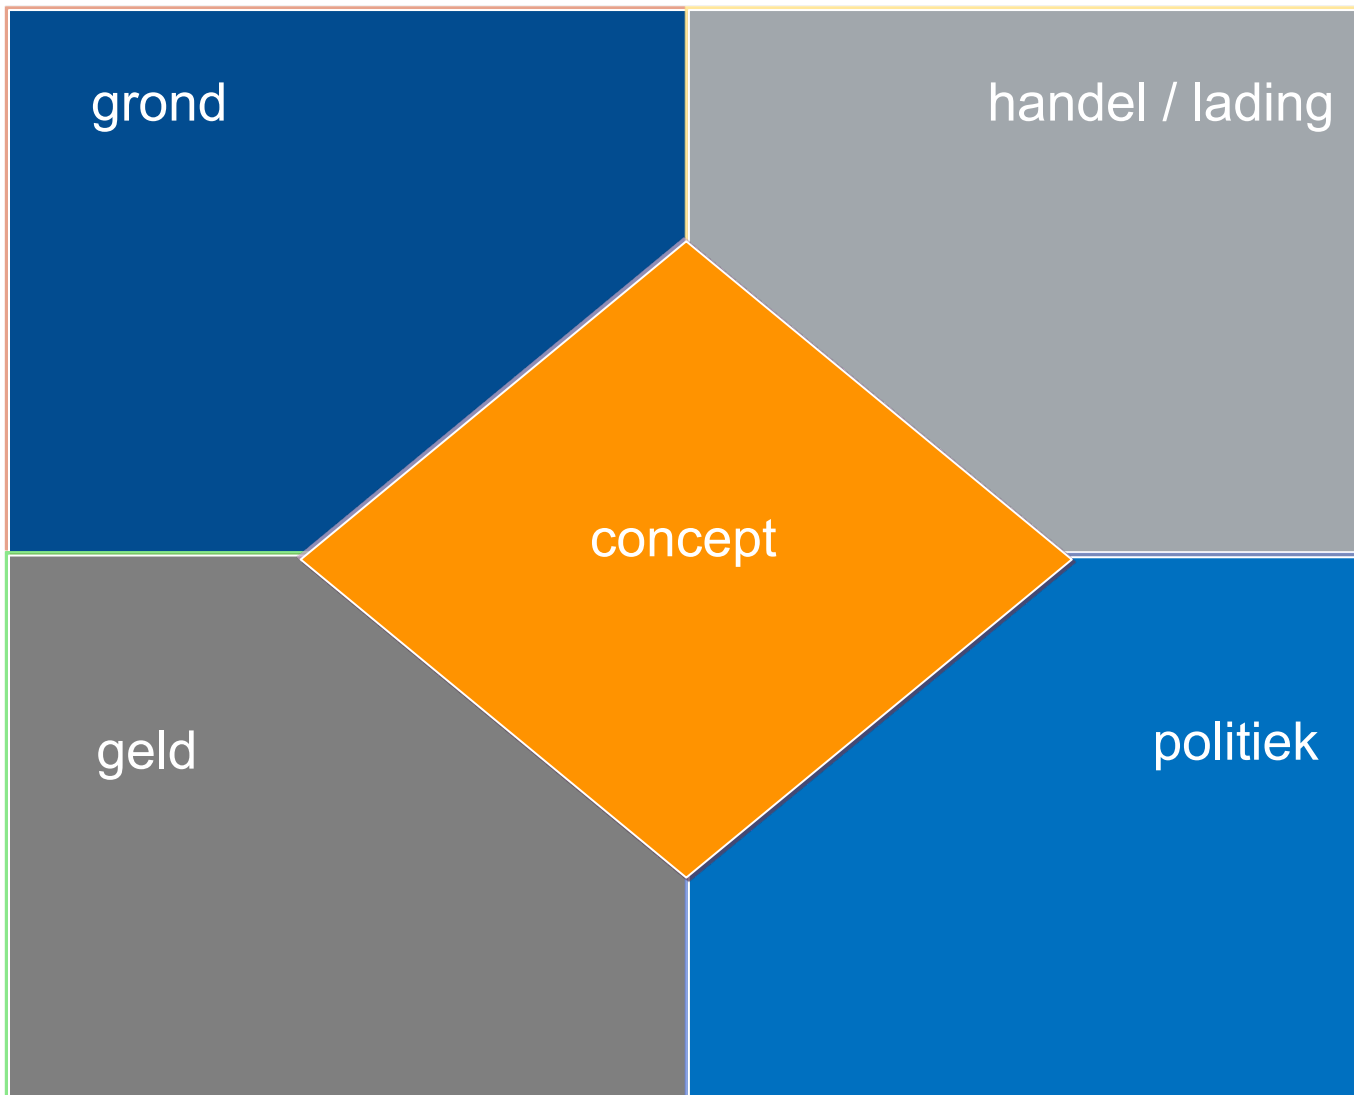 grond
handel / lading
concept
geld
politiek